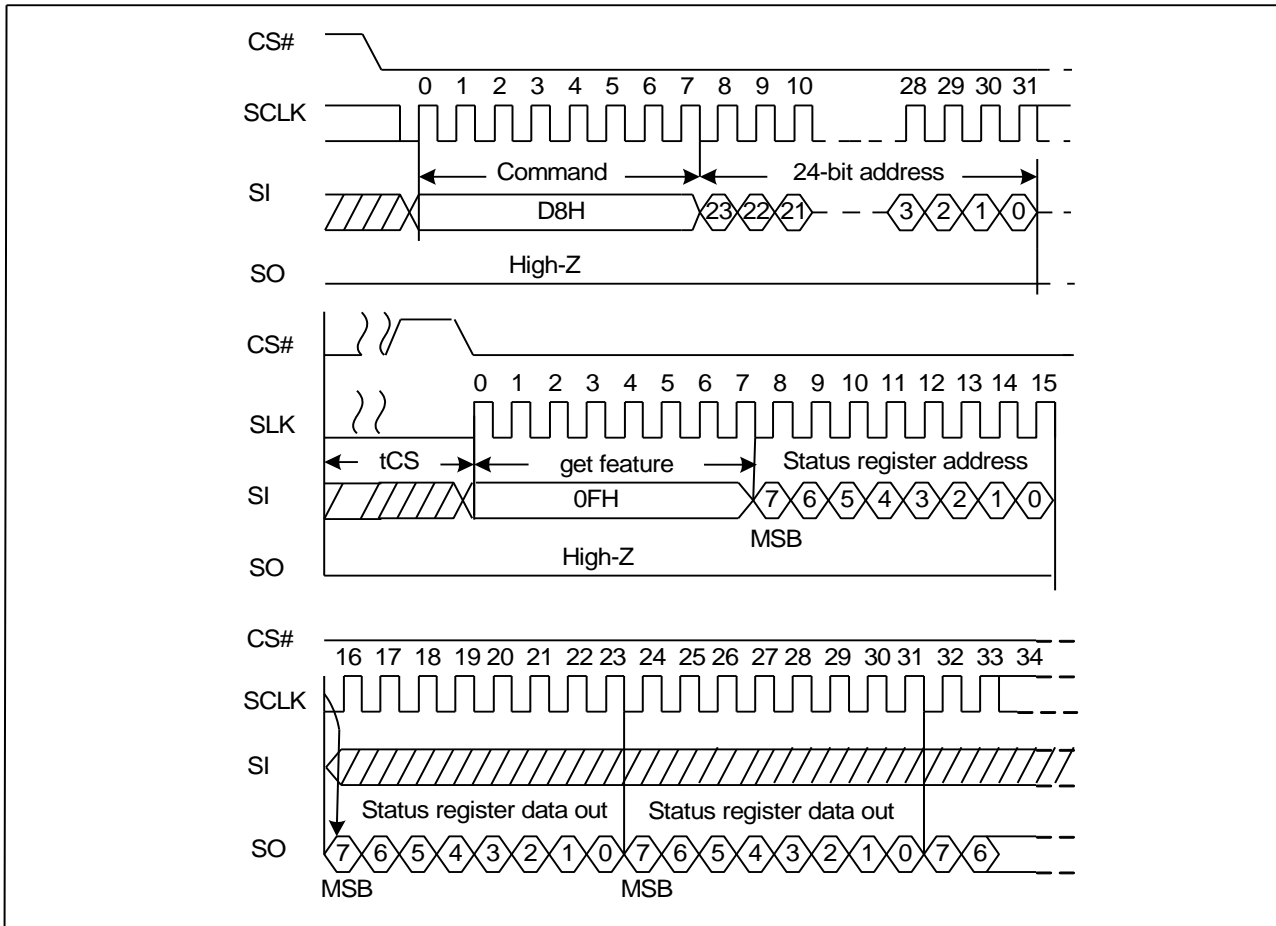 CS#
0 1 2 3 4 5 6 7 8 9 10 28 29 30 31
SCLK
Command 24-bit address
SI
D8H 23 22 21 3 2 1 0
High-Z
SO
CS#
0 1 2 3 4 5 6 7 8 9 10 11 12 13 14 15
SLK
tCS get feature Status register address
SI
0FH 7 6 5 4 3 2 1 0
MSB
High-Z
SO
CS#
16 17 18 19 20 21 22 23 24 25 26 27 28 29 30 31 32 33 34
SCLK
SI
Status register data out Status register data out
SO
7 6 5 4 3 2 1 0 7 6 5 4 3 2 1 0 7 6
MSB MSB